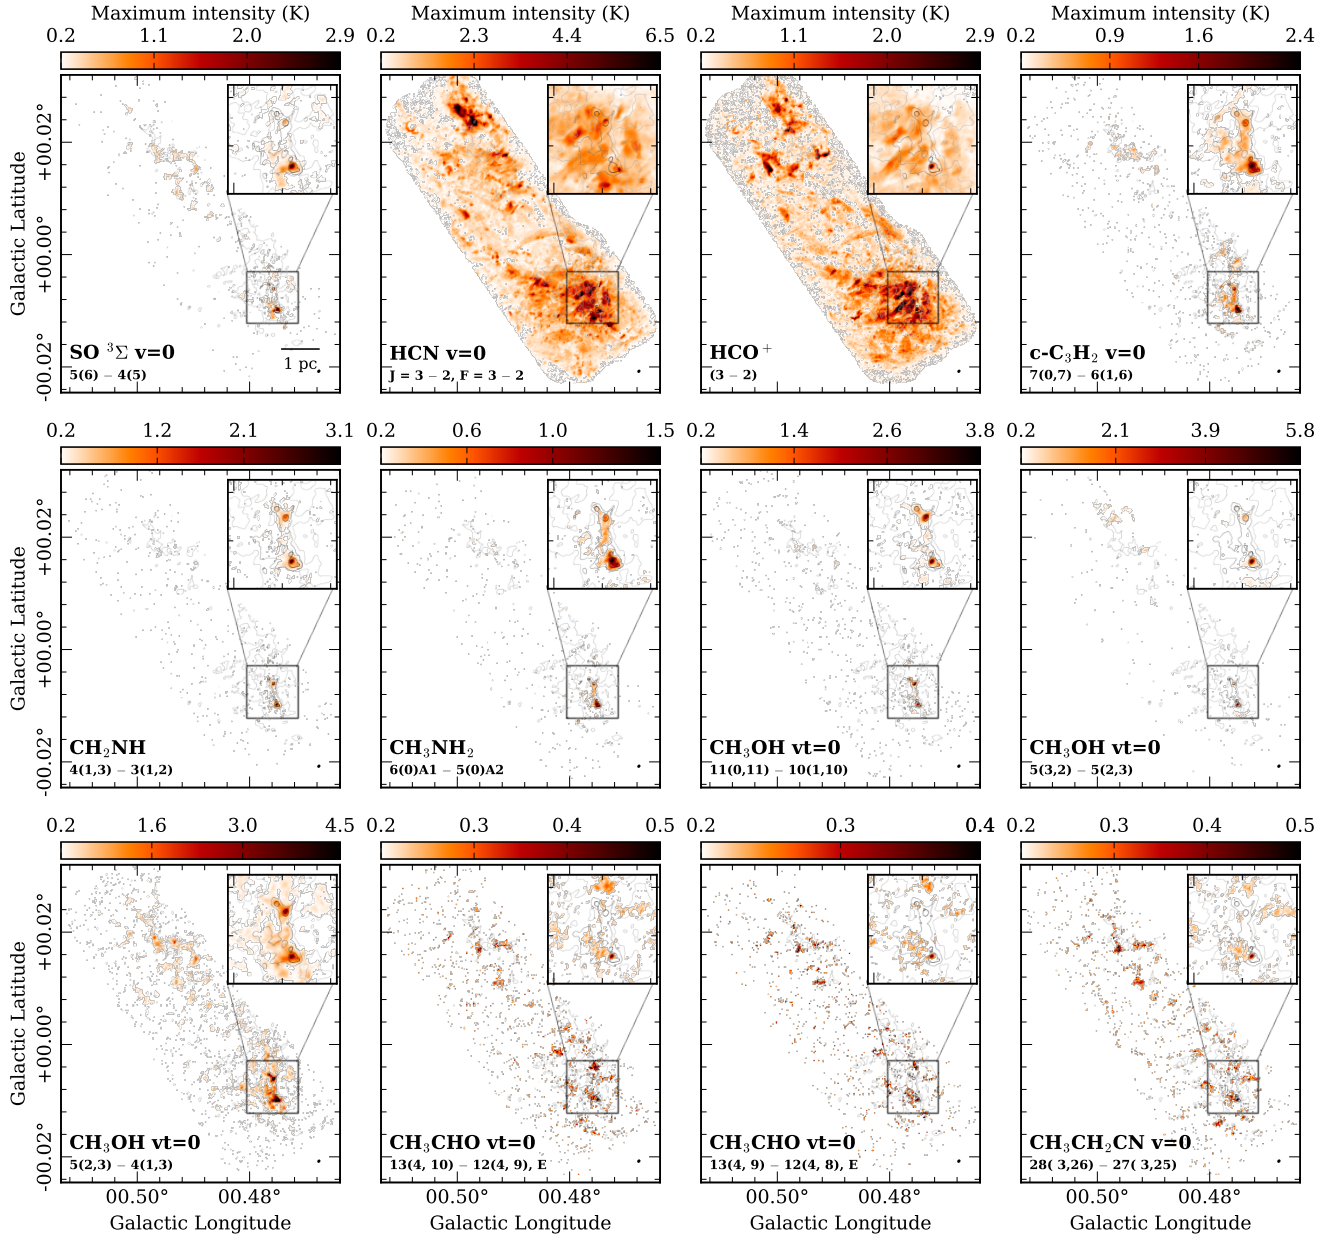 Maximum intensity (K) Maximum intensity (K) Maximum intensity (K) Maximum intensity (K)
0.2 1.1 2.0 2.9 0.2 2.3 4.4 6.5 0.2 1.1 2.0 2.9 0.2 0.9 1.6 2.4
Galactic Latitude
+00.02°
+00.00°
-00.02°
SO ³Σ v=0
5(6) − 4(5)
1 pc
HCN v=0
J = 3 − 2, F = 3 − 2
HCO⁺
(3 − 2)
c-C₃H₂ v=0
7(0,7) − 6(1,6)
0.2 1.2 2.1 3.1 0.2 0.6 1.0 1.5 0.2 1.4 2.6 3.8 0.2 2.1 3.9 5.8
Galactic Latitude
+00.02°
+00.00°
-00.02°
CH₂NH
4(1,3) − 3(1,2)
CH₃NH₂
6(0)A1 − 5(0)A2
CH₃OH vt=0
11(0,11) − 10(1,10)
CH₃OH vt=0
5(3,2) − 5(2,3)
0.2 1.6 3.0 4.5 0.2 0.3 0.4 0.5 0.2 0.3 0.4 0.2 0.3 0.4 0.5
Galactic Latitude
+00.02°
+00.00°
-00.02°
CH₃OH vt=0
5(2,3) − 4(1,3)
CH₃CHO vt=0
13(4, 10) − 12(4, 9), E
CH₃CHO vt=0
13(4, 9) − 12(4, 8), E
CH₃CH₂CN v=0
28( 3,26) − 27( 3,25)
00.50° 00.48° 00.50° 00.48° 00.50° 00.48° 00.50° 00.48°
Galactic Longitude Galactic Longitude Galactic Longitude Galactic Longitude